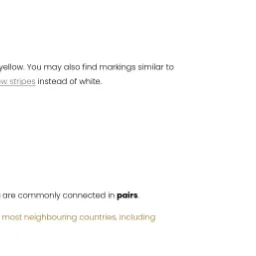 yellow. You may also find markings similar to
w stripes instead of white.
are commonly connected in pairs.
most neighbouring countries, including